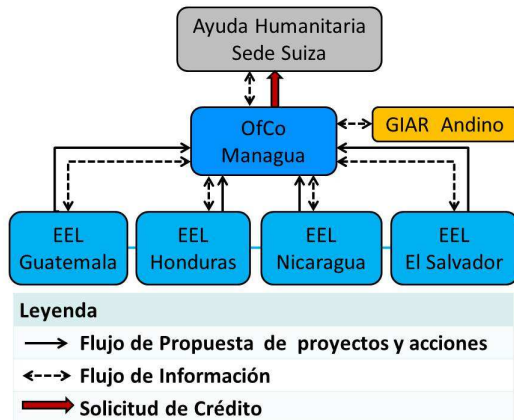 Ayuda Humanitaria
Sede Suiza
OfCo
Managua
GIAR Andino
EEL
Guatemala
EEL
Honduras
EEL
Nicaragua
EEL
El Salvador
Leyenda
Flujo de Propuesta de proyectos y acciones
Flujo de Información
Solicitud de Crédito